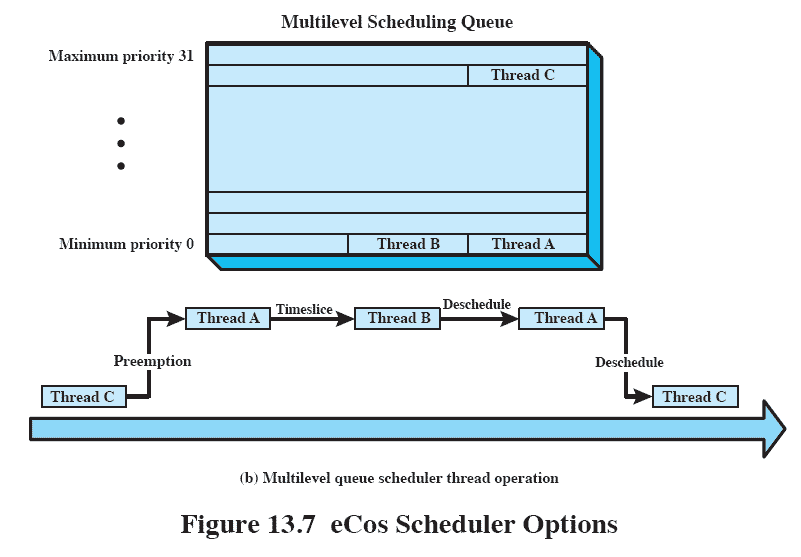 Multilevel Scheduling Queue
Maximum priority 31
Thread C
Minimum priority 0
Thread B
Thread A
Thread A
Timeslice
Thread B
Deschedule
Thread A
Preemption
Deschedule
Thread C
Thread C
(b) Multilevel queue scheduler thread operation
Figure 13.7 eCos Scheduler Options